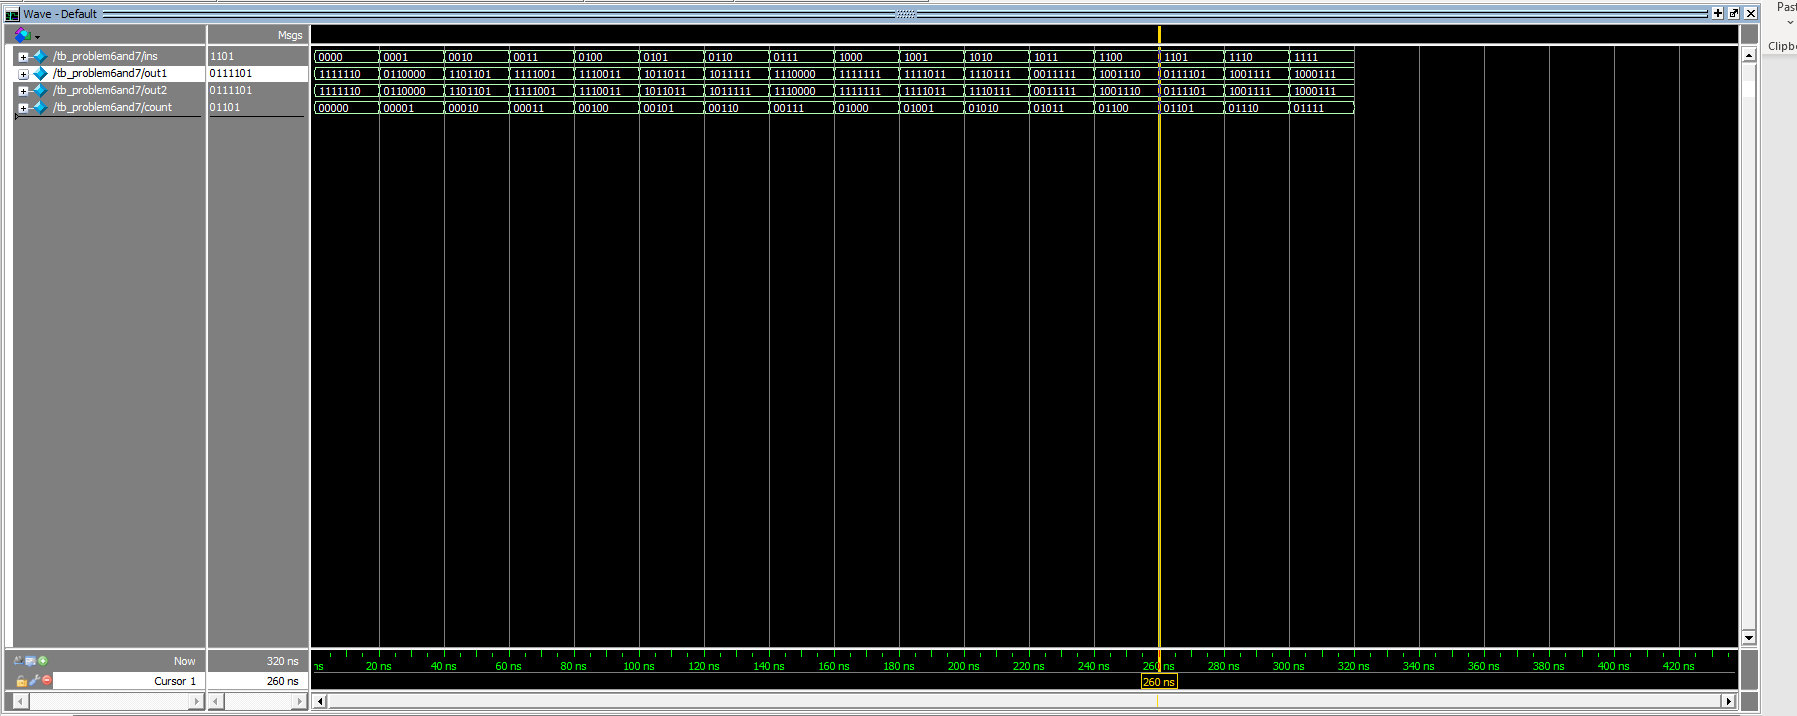 Wave - Default
Past
Clipbo
Msgs
/tb_problem6and7/ins 1101 0000 0001 0010 0011 0100 0101 0110 0111 1000 1001 1010 1011 1100 1101 1110 1111
/tb_problem6and7/out1 0111101 1111110 0110000 1101101 1111001 1110011 1011011 1011111 1110000 1111111 1111011 1110111 0011111 1001110 0111101 1001111 1000111
/tb_problem6and7/out2 0111101 1111110 0110000 1101101 1111001 1110011 1011011 1011111 1110000 1111111 1111011 1110111 0011111 1001110 0111101 1001111 1000111
/tb_problem6and7/count 01101 00000 00001 00010 00011 00100 00101 00110 00111 01000 01001 01010 01011 01100 01101 01110 01111
Now 320 ns ns 20 ns 40 ns 60 ns 80 ns 100 ns 120 ns 140 ns 160 ns 180 ns 200 ns 220 ns 240 ns 260 ns 280 ns 300 ns 320 ns 340 ns 360 ns 380 ns 400 ns 420 ns
Cursor 1 260 ns 260 ns